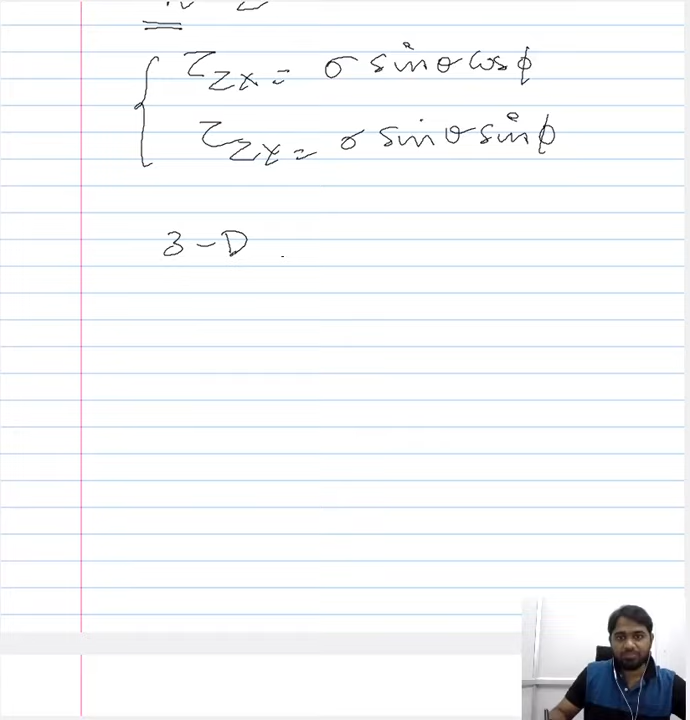 τzx = σ sinθ cosϕ
τzy = σ sinθ sinϕ
3-D